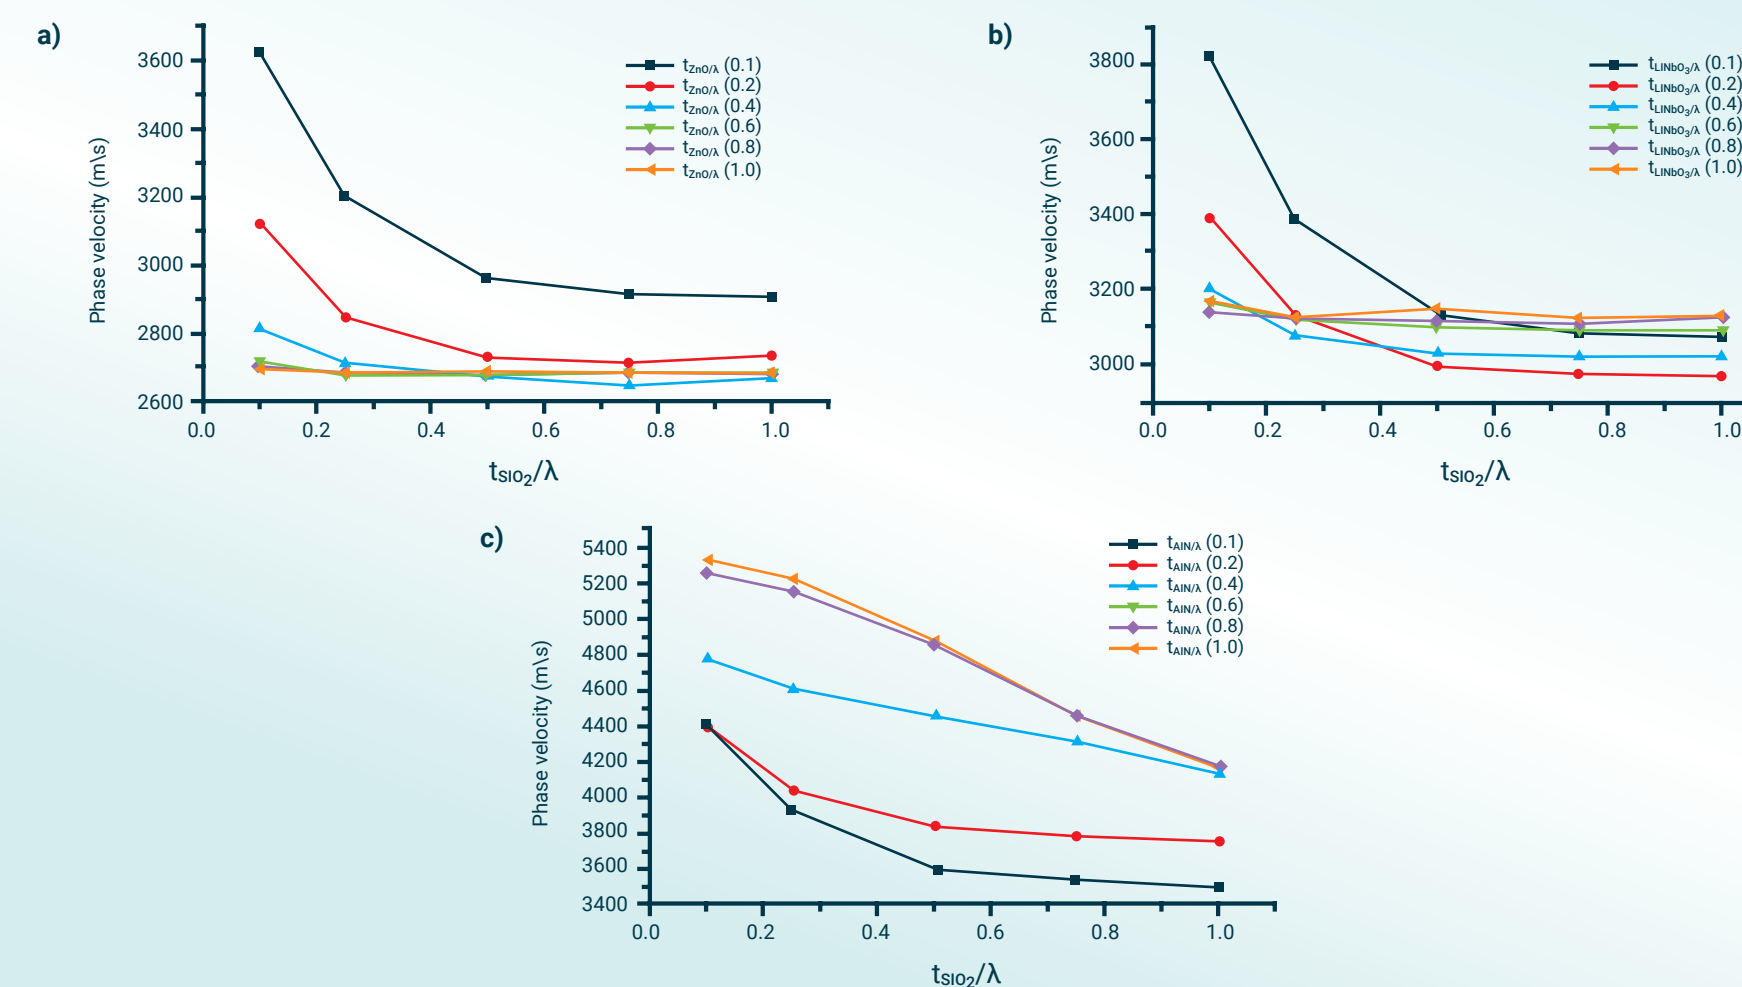 a)
Phase velocity (m\s)
3600
3400
3200
3000
2800
2600
0.0 0.2 0.4 0.6 0.8 1.0
tSIO2/λ
tZnO/λ (0.1)
tZnO/λ (0.2)
tZnO/λ (0.4)
tZnO/λ (0.6)
tZnO/λ (0.8)
tZnO/λ (1.0)
b)
Phase velocity (m\s)
3800
3600
3400
3200
3000
0.0 0.2 0.4 0.6 0.8 1.0
tSIO2/λ
tLINbO3/λ (0.1)
tLINbO3/λ (0.2)
tLINbO3/λ (0.4)
tLINbO3/λ (0.6)
tLINbO3/λ (0.8)
tLINbO3/λ (1.0)
c)
Phase velocity (m\s)
5400
5200
5000
4800
4600
4400
4200
4000
3800
3600
3400
0.0 0.2 0.4 0.6 0.8 1.0
tSIO2/λ
tAIN/λ (0.1)
tAIN/λ (0.2)
tAIN/λ (0.4)
tAIN/λ (0.6)
tAIN/λ (0.8)
tAIN/λ (1.0)